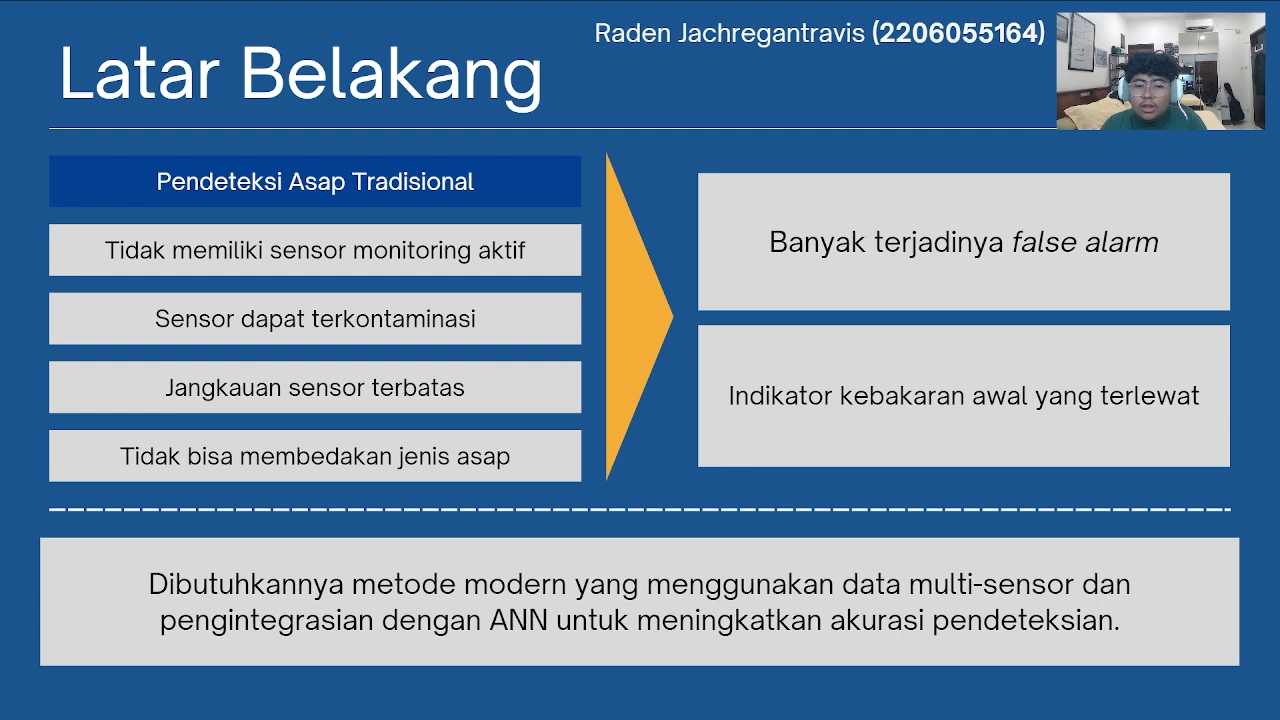 Raden Jachregantravis (2206055164)
Latar Belakang
Pendeteksi Asap Tradisional
Tidak memiliki sensor monitoring aktif
Sensor dapat terkontaminasi
Jangkauan sensor terbatas
Tidak bisa membedakan jenis asap
Banyak terjadinya false alarm
Indikator kebakaran awal yang terlewat
Dibutuhkannya metode modern yang menggunakan data multi-sensor dan
pengintegrasian dengan ANN untuk meningkatkan akurasi pendeteksian.